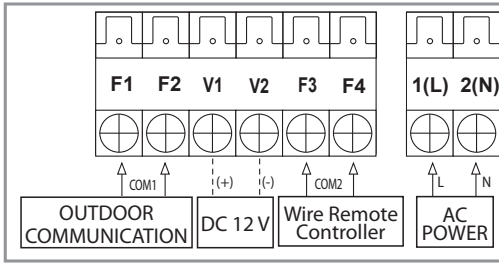 F1 F2 V1 V2 F3 F4 1(L) 2(N)
COM1 (+) (-) COM2 L N
OUTDOOR COMMUNICATION
DC 12 V
Wire Remote Controller
AC POWER